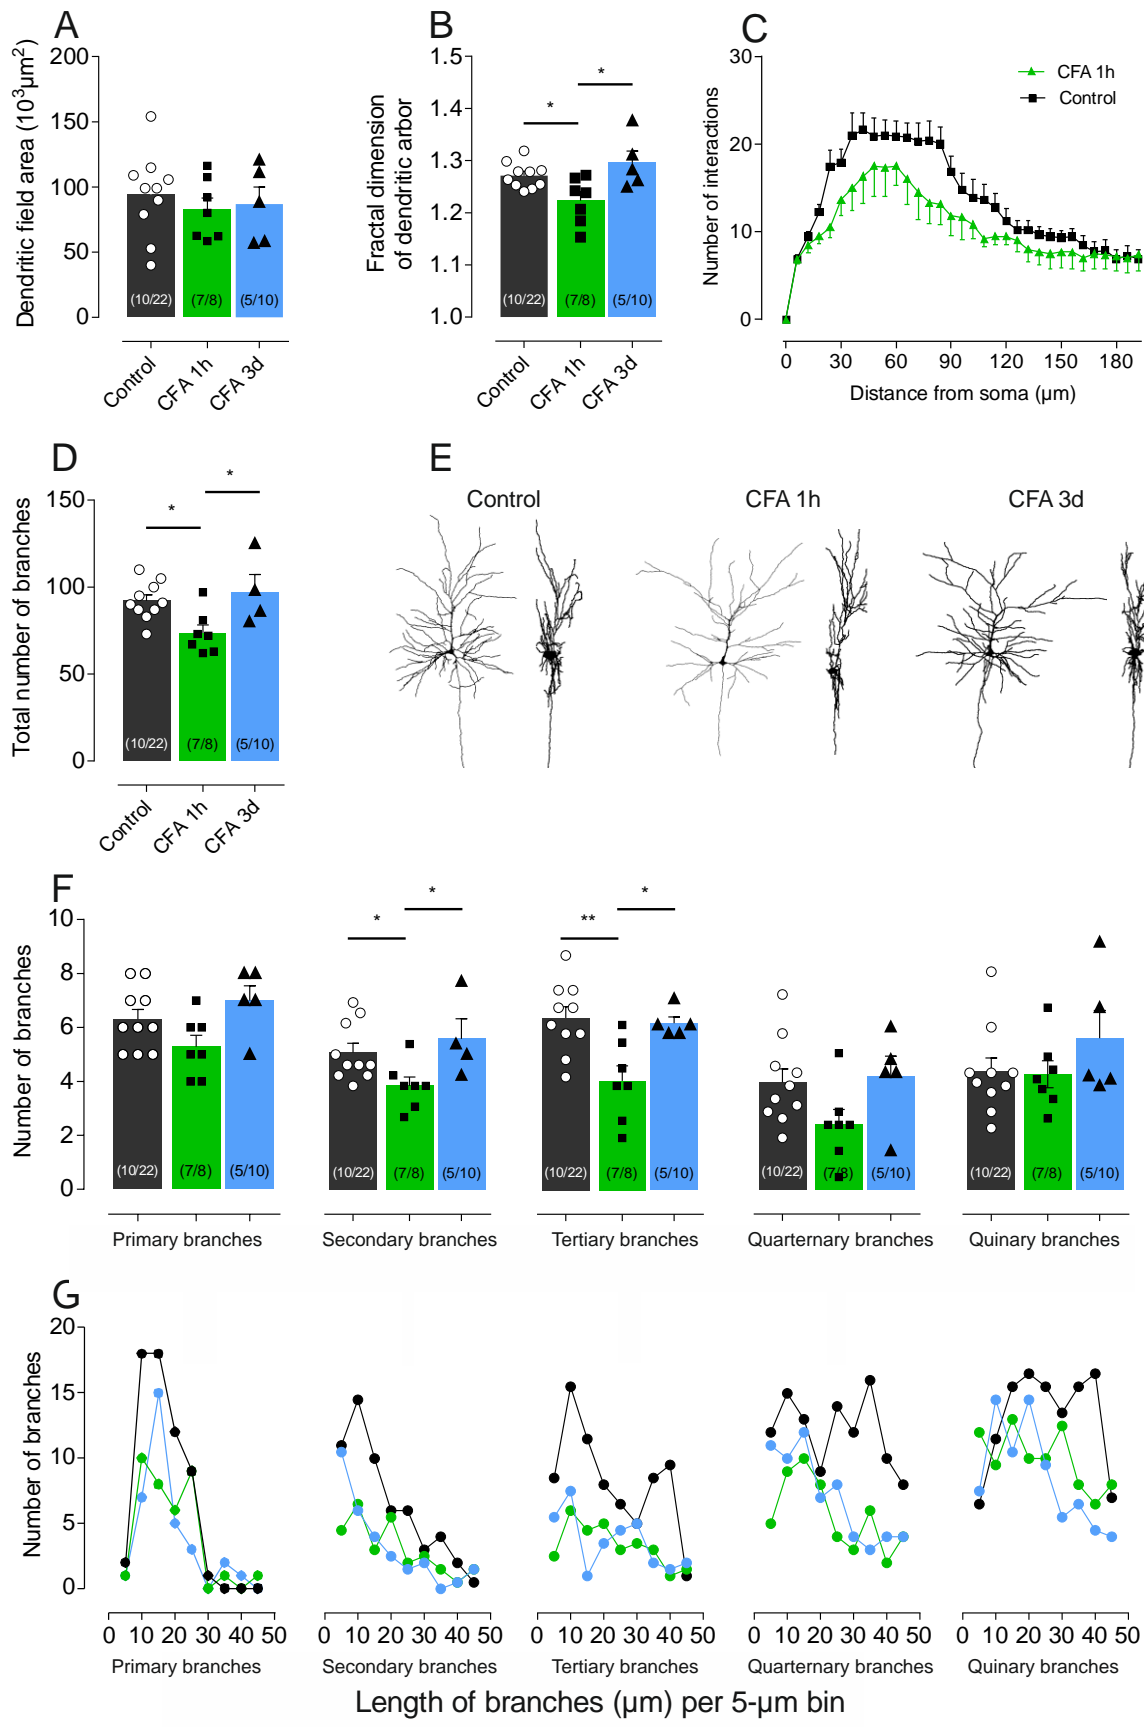 A
Dendritic field area (10³µm²)
200
150
100
50
0
(10/22)
(7/8)
(5/10)
Control
CFA 1h
CFA 3d
B
Fractal dimension
of dendritic arbor
1.5
1.4
1.3
1.2
1.1
1.0
*
*
(10/22)
(7/8)
(5/10)
Control
CFA 1h
CFA 3d
C
Number of interactions
30
20
10
0
CFA 1h
Control
0
30
60
90
120
150
180
Distance from soma (µm)
D
Total number of branches
150
100
50
0
*
*
(10/22)
(7/8)
(5/10)
Control
CFA 1h
CFA 3d
E
Control
CFA 1h
CFA 3d
F
Number of branches
10
8
6
4
2
0
(10/22)
(7/8)
(5/10)
Primary branches
*
*
(10/22)
(7/8)
(5/10)
Secondary branches
**
*
(10/22)
(7/8)
(5/10)
Tertiary branches
(10/22)
(7/8)
(5/10)
Quarternary branches
(10/22)
(7/8)
(5/10)
Quinary branches
G
Number of branches
20
15
10
5
0
0 10 20 30 40 50
Primary branches
0 10 20 30 40 50
Secondary branches
0 10 20 30 40 50
Tertiary branches
0 10 20 30 40 50
Quarternary branches
0 10 20 30 40 50
Quinary branches
Length of branches (µm) per 5-µm bin